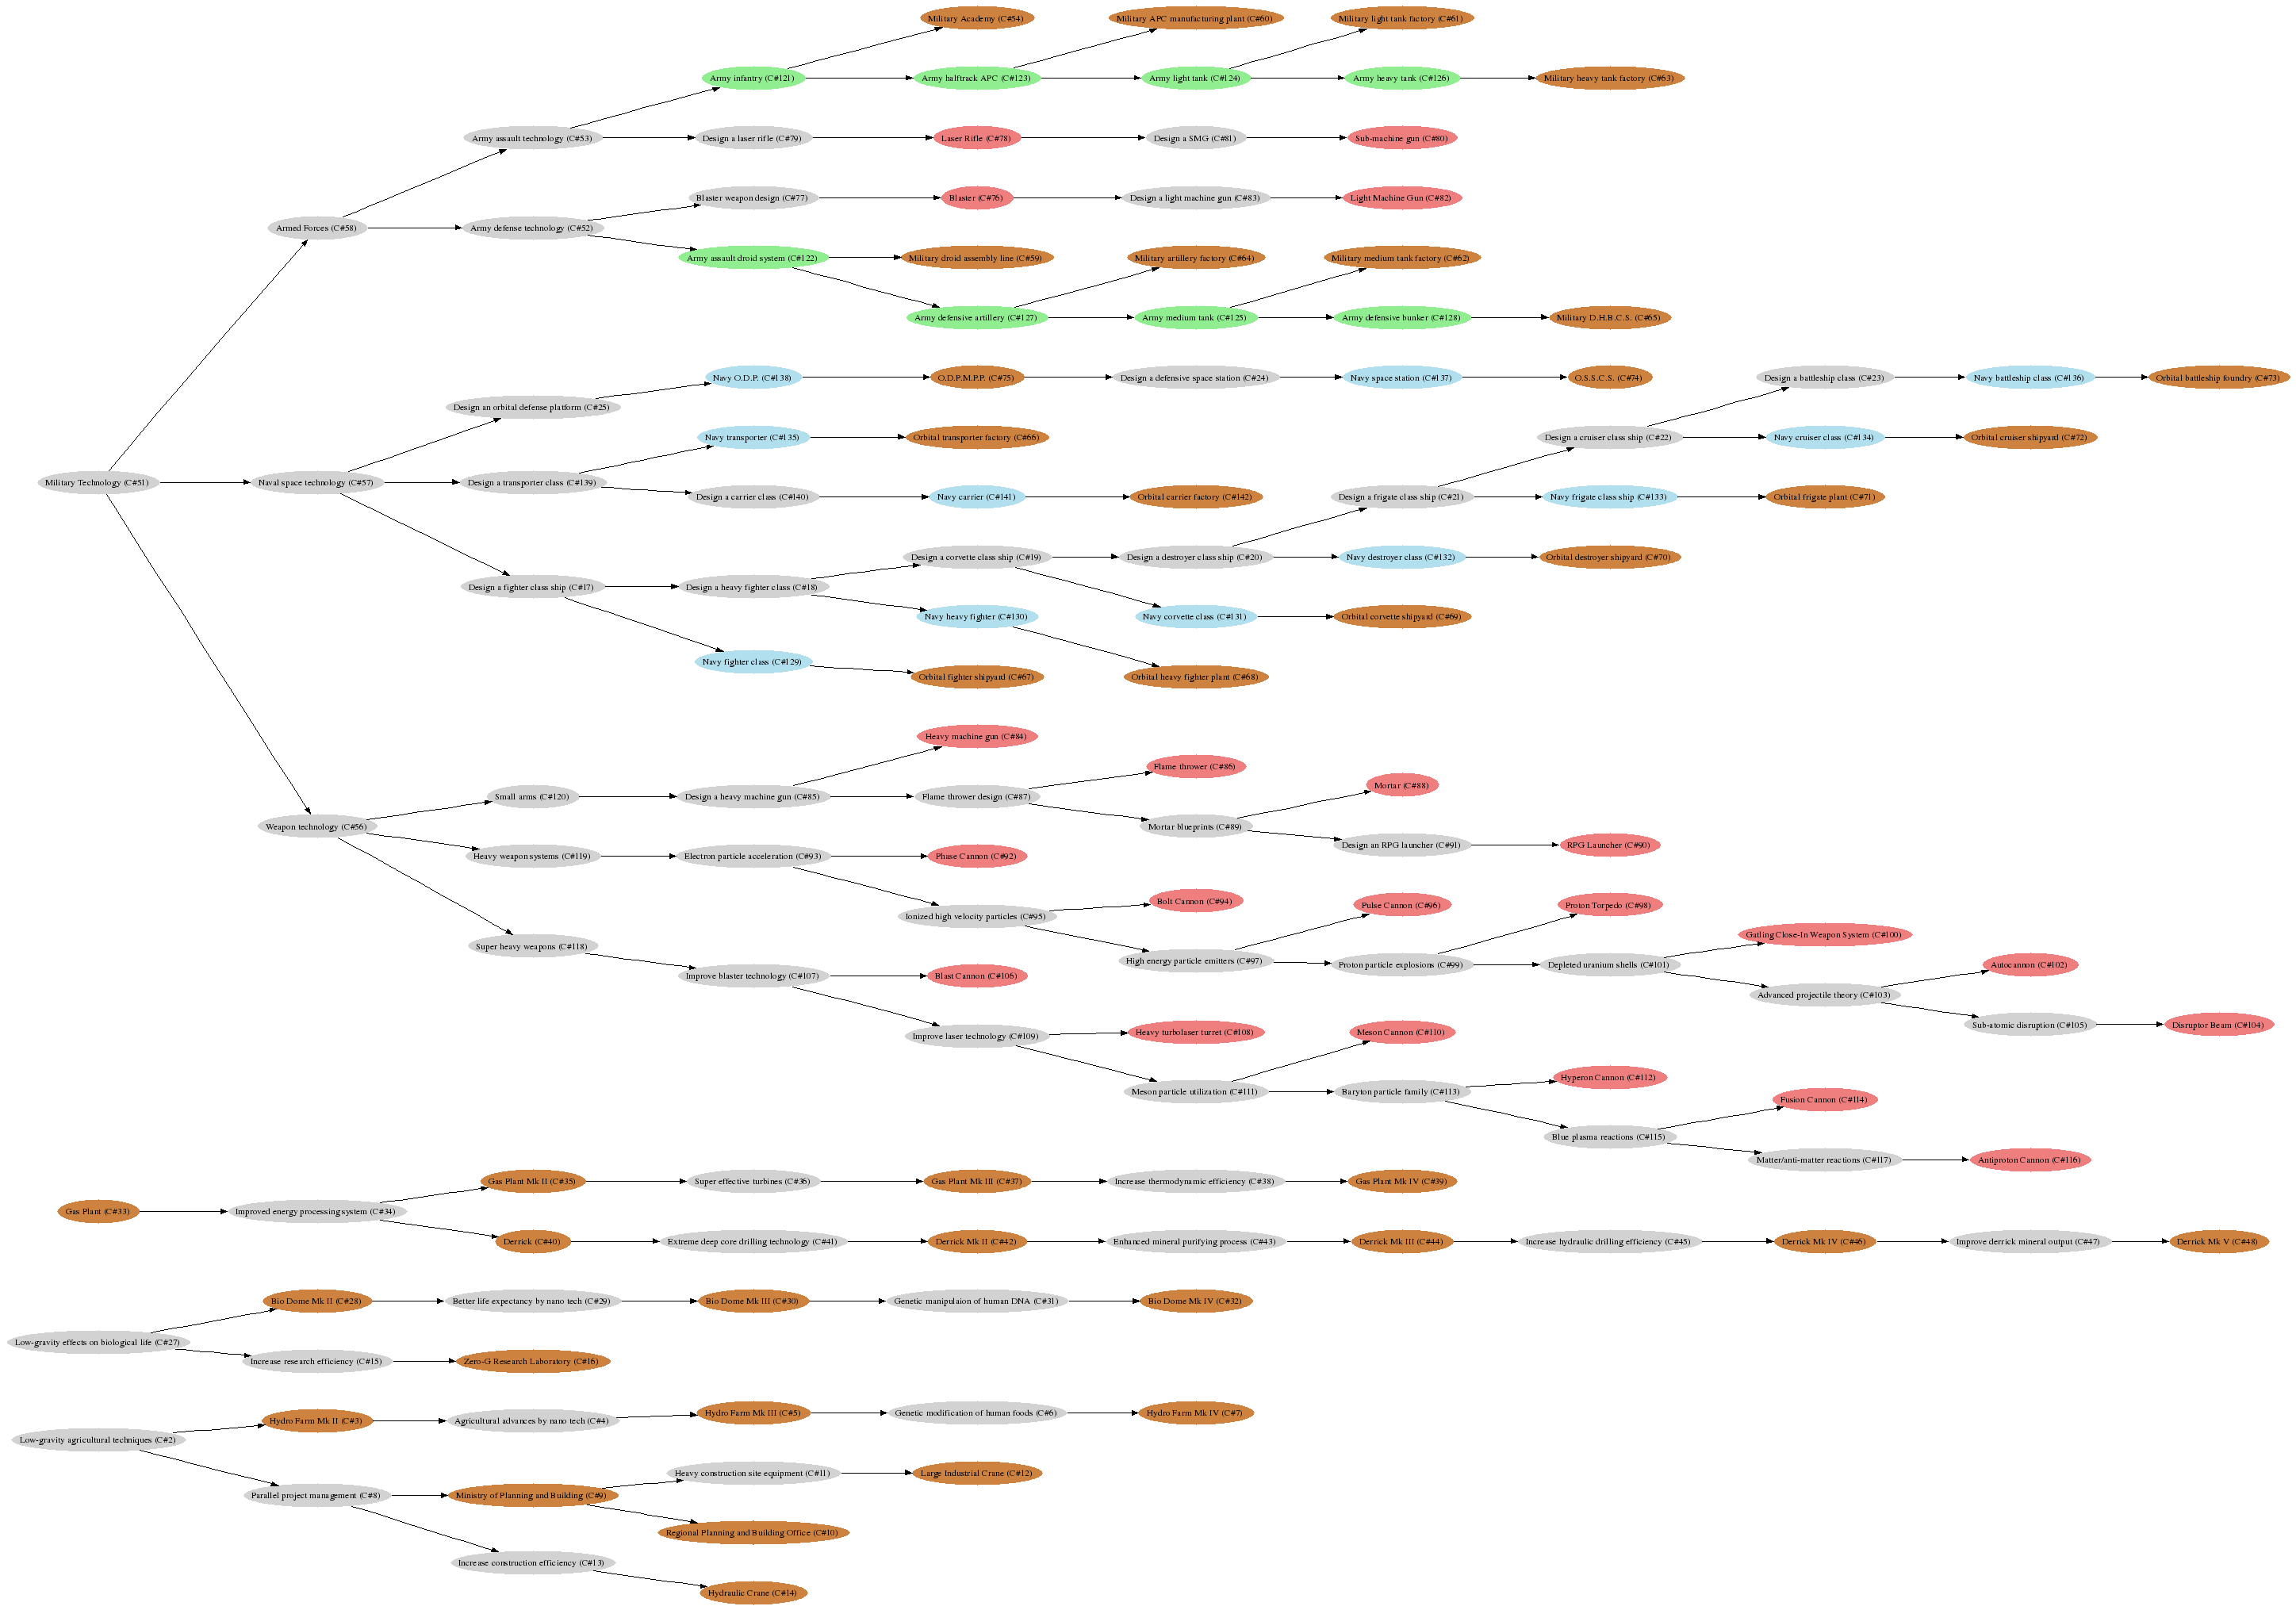 Military Academy (C#54)
Military APC manufacturing plant (C#60)
Military light tank factory (C#61)
Army infantry (C#121)
Army halftrack APC (C#123)
Army light tank (C#124)
Army heavy tank (C#126)
Military heavy tank factory (C#63)
Army assault technology (C#53)
Design a laser rifle (C#79)
Laser Rifle (C#78)
Design a SMG (C#81)
Sub-machine gun (C#80)
Blaster weapon design (C#77)
Blaster (C#76)
Design a light machine gun (C#83)
Light Machine Gun (C#82)
Armed Forces (C#58)
Army defense technology (C#52)
Army assault droid system (C#122)
Military droid assembly line (C#59)
Military artillery factory (C#64)
Military medium tank factory (C#62)
Army defensive artillery (C#127)
Army medium tank (C#125)
Army defensive bunker (C#128)
Military D.H.B.C.S. (C#65)
Navy O.D.P. (C#138)
O.D.P.M.P.P. (C#75)
Design a defensive space station (C#24)
Navy space station (C#137)
O.S.S.C.S. (C#74)
Design a battleship class (C#23)
Navy battleship class (C#136)
Orbital battleship foundry (C#73)
Design an orbital defense platform (C#25)
Navy transporter (C#135)
Orbital transporter factory (C#66)
Design a cruiser class ship (C#22)
Navy cruiser class (C#134)
Orbital cruiser shipyard (C#72)
Military Technology (C#51)
Naval space technology (C#57)
Design a transporter class (C#139)
Design a carrier class (C#140)
Navy carrier (C#141)
Orbital carrier factory (C#142)
Design a frigate class ship (C#21)
Navy frigate class ship (C#133)
Orbital frigate plant (C#71)
Design a corvette class ship (C#19)
Design a destroyer class ship (C#20)
Navy destroyer class (C#132)
Orbital destroyer shipyard (C#70)
Design a fighter class ship (C#17)
Design a heavy fighter class (C#18)
Navy heavy fighter (C#130)
Navy corvette class (C#131)
Orbital corvette shipyard (C#69)
Navy fighter class (C#129)
Orbital fighter shipyard (C#67)
Orbital heavy fighter plant (C#68)
Heavy machine gun (C#84)
Flame thrower (C#86)
Mortar (C#88)
Small arms (C#120)
Design a heavy machine gun (C#85)
Flame thrower design (C#87)
Weapon technology (C#56)
Mortar blueprints (C#89)
Design an RPG launcher (C#91)
RPG Launcher (C#90)
Heavy weapon systems (C#119)
Electron particle acceleration (C#93)
Phase Cannon (C#92)
Ionized high velocity particles (C#95)
Bolt Cannon (C#94)
Pulse Cannon (C#96)
Proton Torpedo (C#98)
Gatling Close-In Weapon System (C#100)
Super heavy weapons (C#118)
High energy particle emitters (C#97)
Proton particle explosions (C#99)
Depleted uranium shells (C#101)
Autocannon (C#102)
Improve blaster technology (C#107)
Blast Cannon (C#106)
Advanced projectile theory (C#103)
Sub-atomic disruption (C#105)
Disruptor Beam (C#104)
Improve laser technology (C#109)
Heavy turbolaser turret (C#108)
Meson Cannon (C#110)
Meson particle utilization (C#111)
Baryton particle family (C#113)
Hyperon Cannon (C#112)
Fusion Cannon (C#114)
Blue plasma reactions (C#115)
Matter/anti-matter reactions (C#117)
Antiproton Cannon (C#116)
Gas Plant Mk II (C#35)
Super effective turbines (C#36)
Gas Plant Mk III (C#37)
Increase thermodynamic efficiency (C#38)
Gas Plant Mk IV (C#39)
Gas Plant (C#33)
Improved energy processing system (C#34)
Derrick (C#40)
Extreme deep core drilling technology (C#41)
Derrick Mk II (C#42)
Enhanced mineral purifying process (C#43)
Derrick Mk III (C#44)
Increase hydraulic drilling efficiency (C#45)
Derrick Mk IV (C#46)
Improve derrick mineral output (C#47)
Derrick Mk V (C#48)
Bio Dome Mk II (C#28)
Better life expectancy by nano tech (C#29)
Bio Dome Mk III (C#30)
Genetic manipulaion of human DNA (C#31)
Bio Dome Mk IV (C#32)
Low-gravity effects on biological life (C#27)
Increase research efficiency (C#15)
Zero-G Research Laboratory (C#16)
Hydro Farm Mk II (C#3)
Agricultural advances by nano tech (C#4)
Hydro Farm Mk III (C#5)
Genetic modification of human foods (C#6)
Hydro Farm Mk IV (C#7)
Low-gravity agricultural techniques (C#2)
Parallel project management (C#8)
Ministry of Planning and Building (C#9)
Heavy construction site equipment (C#11)
Large Industrial Crane (C#12)
Regional Planning and Building Office (C#10)
Increase construction efficiency (C#13)
Hydraulic Crane (C#14)